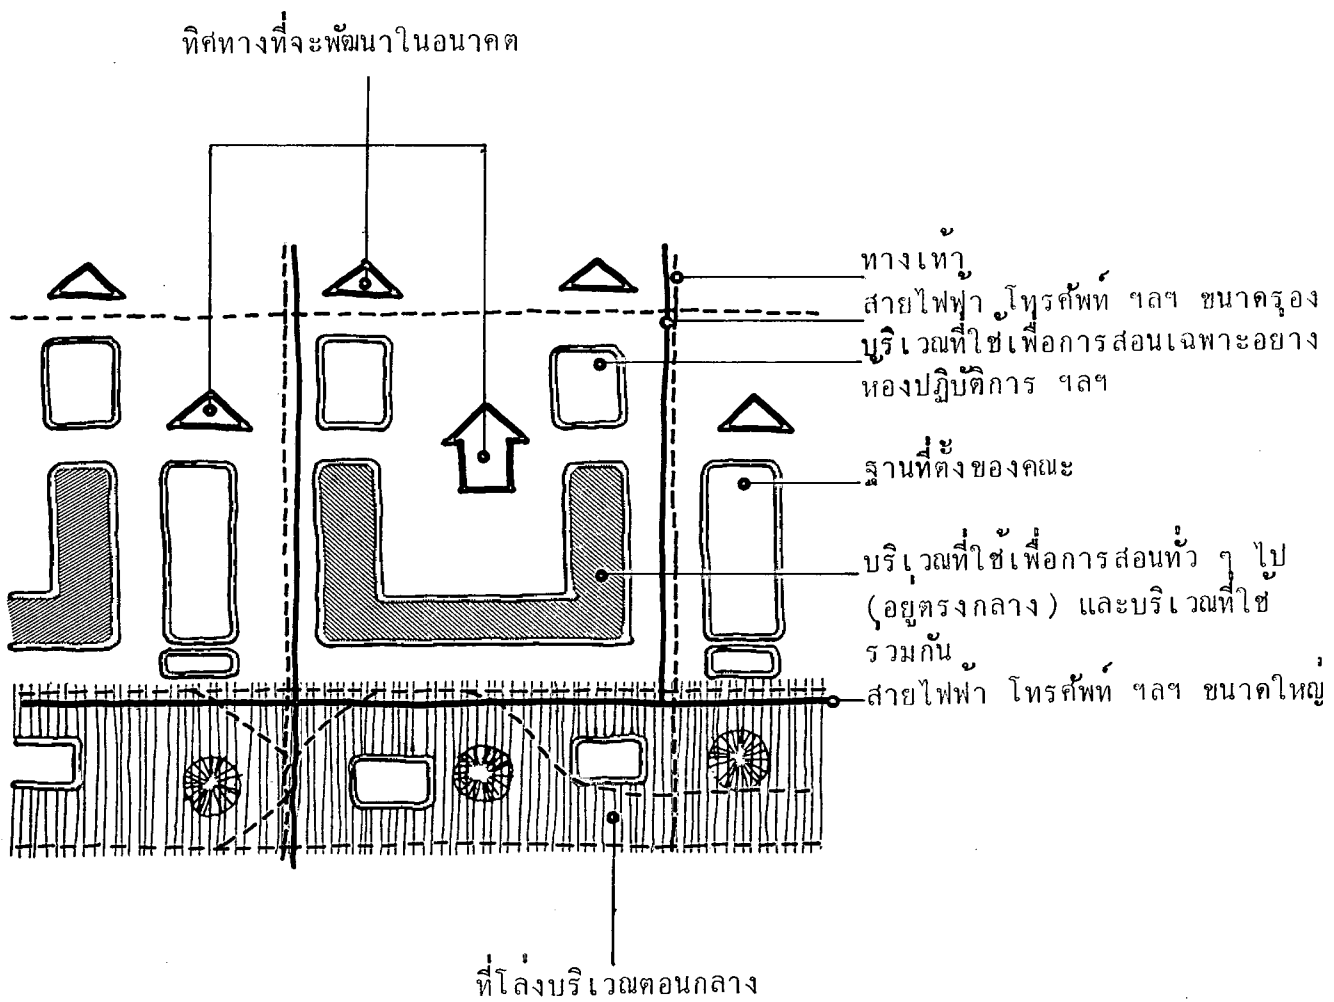 ทิศทางที่จะพัฒนาในอนาคต
ทางเท้า
สายไฟฟ้า โทรศัพท์ ฯลฯ ขนาดรอง
บริเวณที่ใช้เพื่อการสอนเฉพาะอย่าง
ห้องปฏิบัติการ ฯลฯ
ฐานที่ตั้งของคณะ
บริเวณที่ใช้เพื่อการสอนทั่ว ๆ ไป
(อยู่ตรงกลาง) และบริเวณที่ใช้
รวมกัน
สายไฟฟ้า โทรศัพท์ ฯลฯ ขนาดใหญ่
ที่โล่งบริเวณตอนกลาง